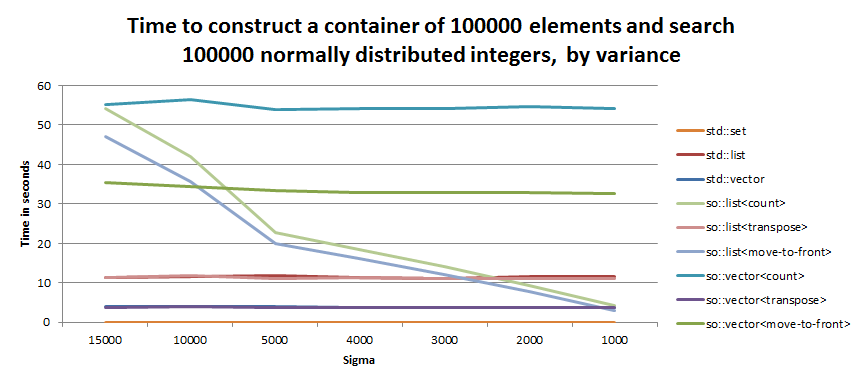 Time to construct a container of 100000 elements and search
100000 normally distributed integers, by variance
60
50
40
30
20
10
0
Time in seconds
15000 10000 5000 4000 3000 2000 1000
Sigma
std::set
std::list
std::vector
so::list<count>
so::list<transpose>
so::list<move-to-front>
so::vector<count>
so::vector<transpose>
so::vector<move-to-front>